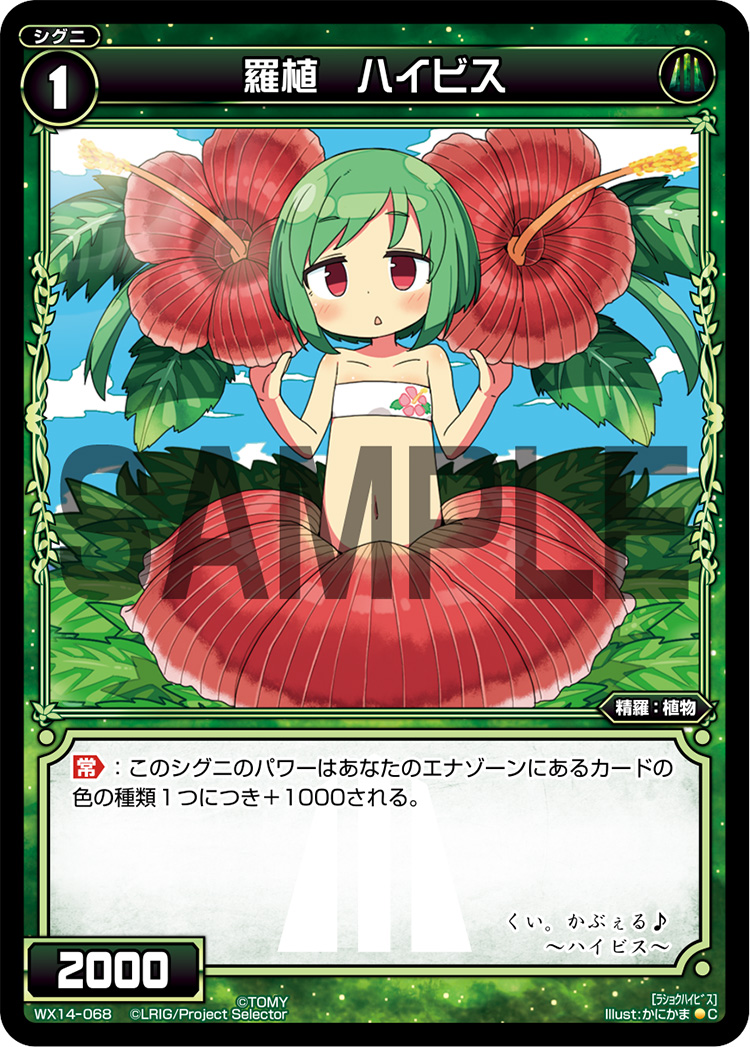 シグニ
1
羅植　ハイビス
SAMPLE
精羅：植物
常：このシグニのパワーはあなたのエナゾーンにあるカードの
色の種類１つにつき＋1000される。
くい。かぶぇる♪
～ハイビス～
2000
©TOMY
WX14-068 ©LRIG/Project Selector
[ラショクハイビス]
Illust:かにかま C